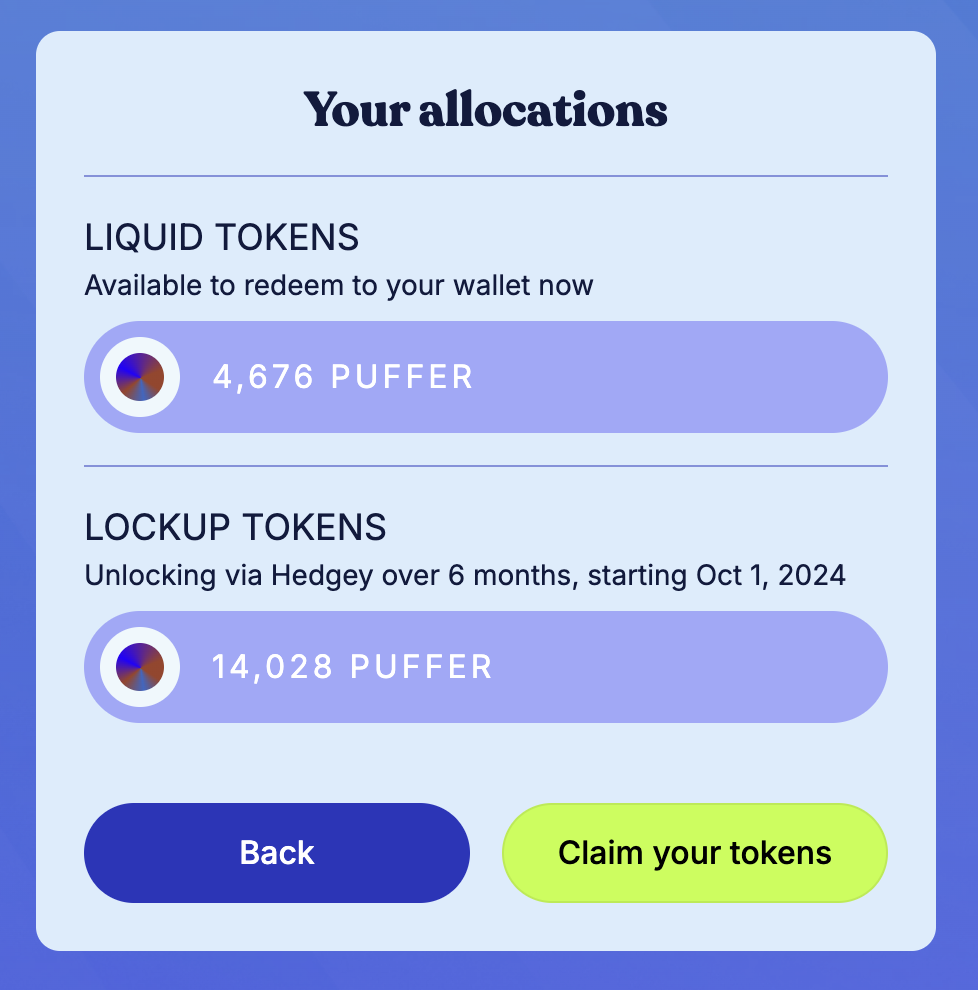 Your allocations
LIQUID TOKENS
Available to redeem to your wallet now
4,676 PUFFER
LOCKUP TOKENS
Unlocking via Hedgey over 6 months, starting Oct 1, 2024
14,028 PUFFER
Back
Claim your tokens